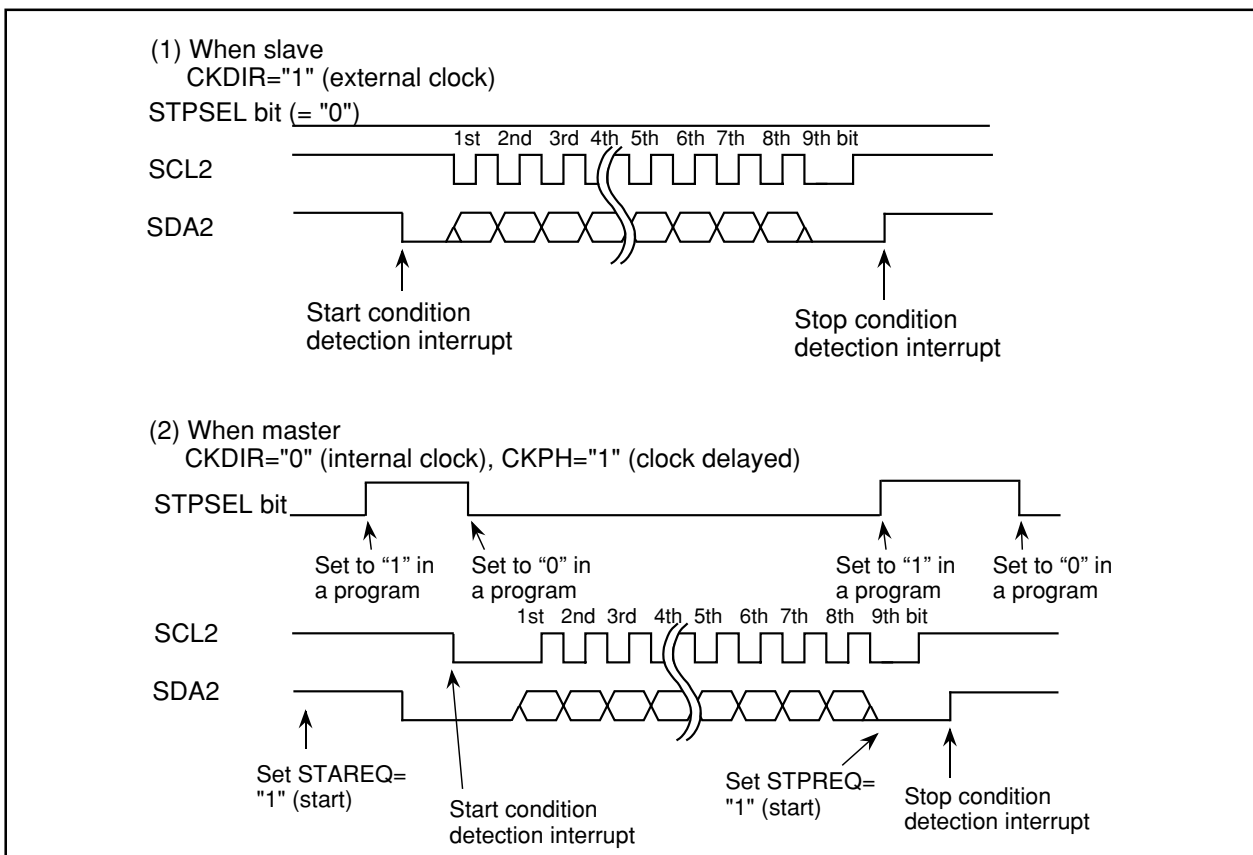 (1) When slave
CKDIR="1" (external clock)
STPSEL bit (= "0")
1st 2nd 3rd 4th 5th 6th 7th 8th 9th bit
SCL2
SDA2
Start condition
detection interrupt
Stop condition
detection interrupt
(2) When master
CKDIR="0" (internal clock), CKPH="1" (clock delayed)
STPSEL bit
Set to “1” in
a program
Set to “0” in
a program
Set to “1” in
a program
Set to “0” in
a program
1st 2nd 3rd 4th 5th 6th 7th 8th 9th bit
SCL2
SDA2
Set STAREQ=
"1" (start)
Start condition
detection interrupt
Set STPREQ=
"1" (start)
Stop condition
detection interrupt